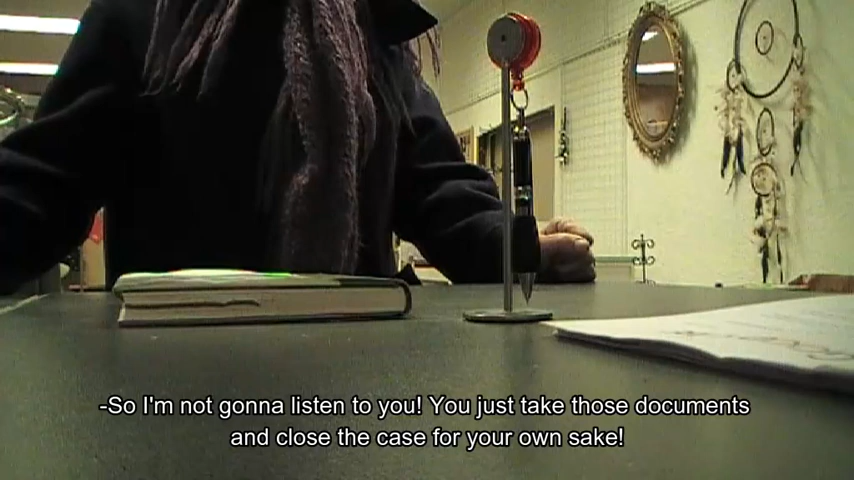 -So I'm not gonna listen to you! You just take those documents
and close the case for your own sake!